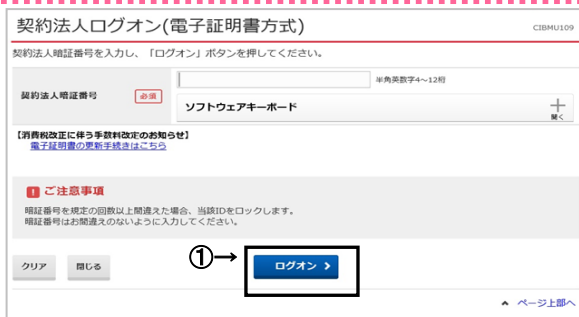 契約法人ログオン(電子証明書方式)
CIBMU109
契約法人暗証番号を入力し、「ログオン」ボタンを押してください。
契約法人暗証番号
必須
半角英数字4～12桁
ソフトウェアキーボード
開く
【消費税改正に伴う手数料改定のお知らせ】
電子証明書の更新手続きはこちら
ご注意事項
暗証番号を規定の回数以上間違えた場合、当該IDをロックします。
暗証番号はお間違えのないように入力してください。
クリア
閉じる
①→
ログオン
ページ上部へ